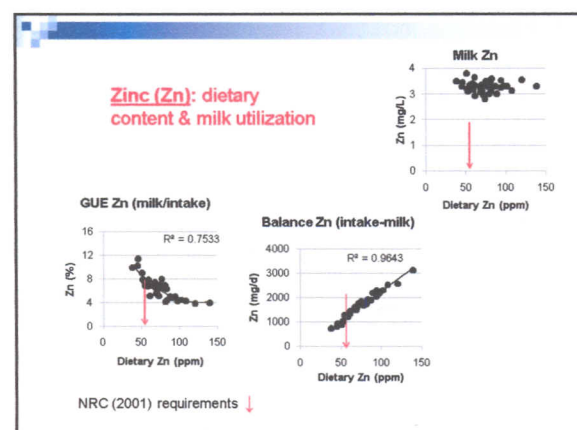 Zinc (Zn): dietary
content & milk utilization
Milk Zn
Zn (mg/L)
4
3
2
1
0
0 50 100 150
Dietary Zn (ppm)
GUE Zn (milk/intake)
R² = 0.7533
Zn (%)
16
12
8
4
0
0 50 100 150
Dietary Zn (ppm)
Balance Zn (intake-milk)
R² = 0.9643
Zn (mg/d)
4000
3000
2000
1000
0
0 50 100 150
Dietary Zn (ppm)
NRC (2001) requirements